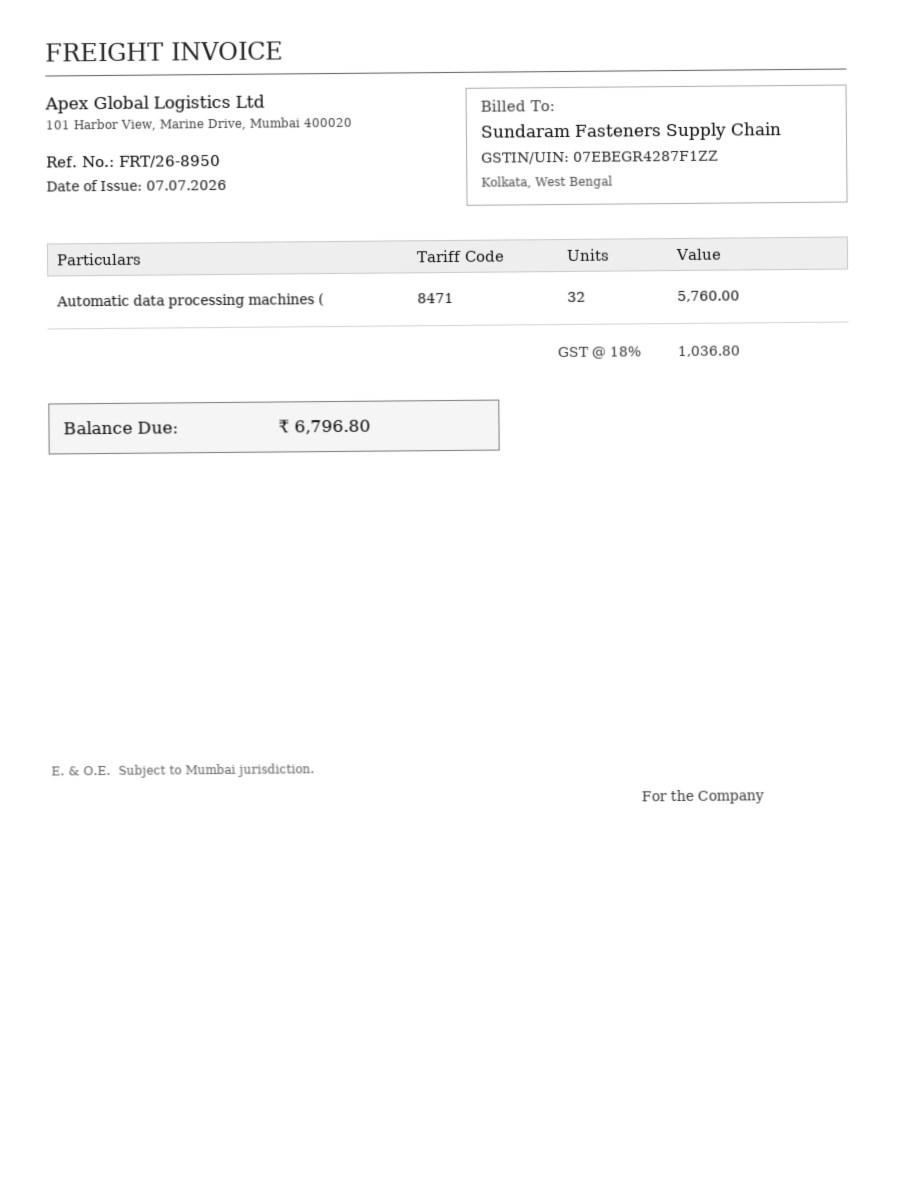 FREIGHT INVOICE
Apex Global Logistics Ltd
101 Harbor View, Marine Drive, Mumbai 400020
Ref. No.: FRT/26-8950
Date of Issue: 07.07.2026
Billed To:
Sundaram Fasteners Supply Chain
GSTIN/UIN: 07EBEGR4287F1ZZ
Kolkata, West Bengal
Particulars Tariff Code Units Value
Automatic data processing machines ( 8471 32 5,760.00
GST @ 18% 1,036.80
Balance Due: ₹ 6,796.80
E. & O.E. Subject to Mumbai jurisdiction.
For the Company